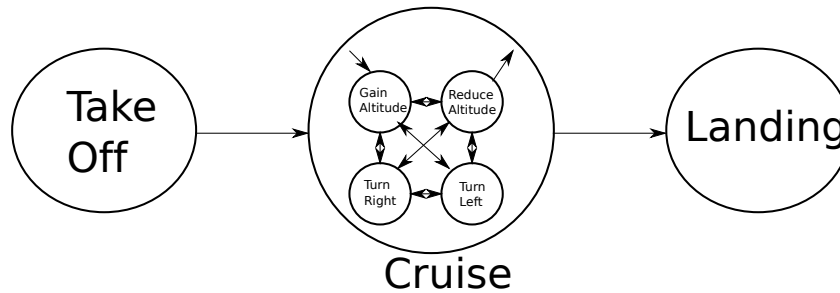 Take
Off
Gain
Altitude
Reduce
Altitude
Turn
Right
Turn
Left
Cruise
Landing